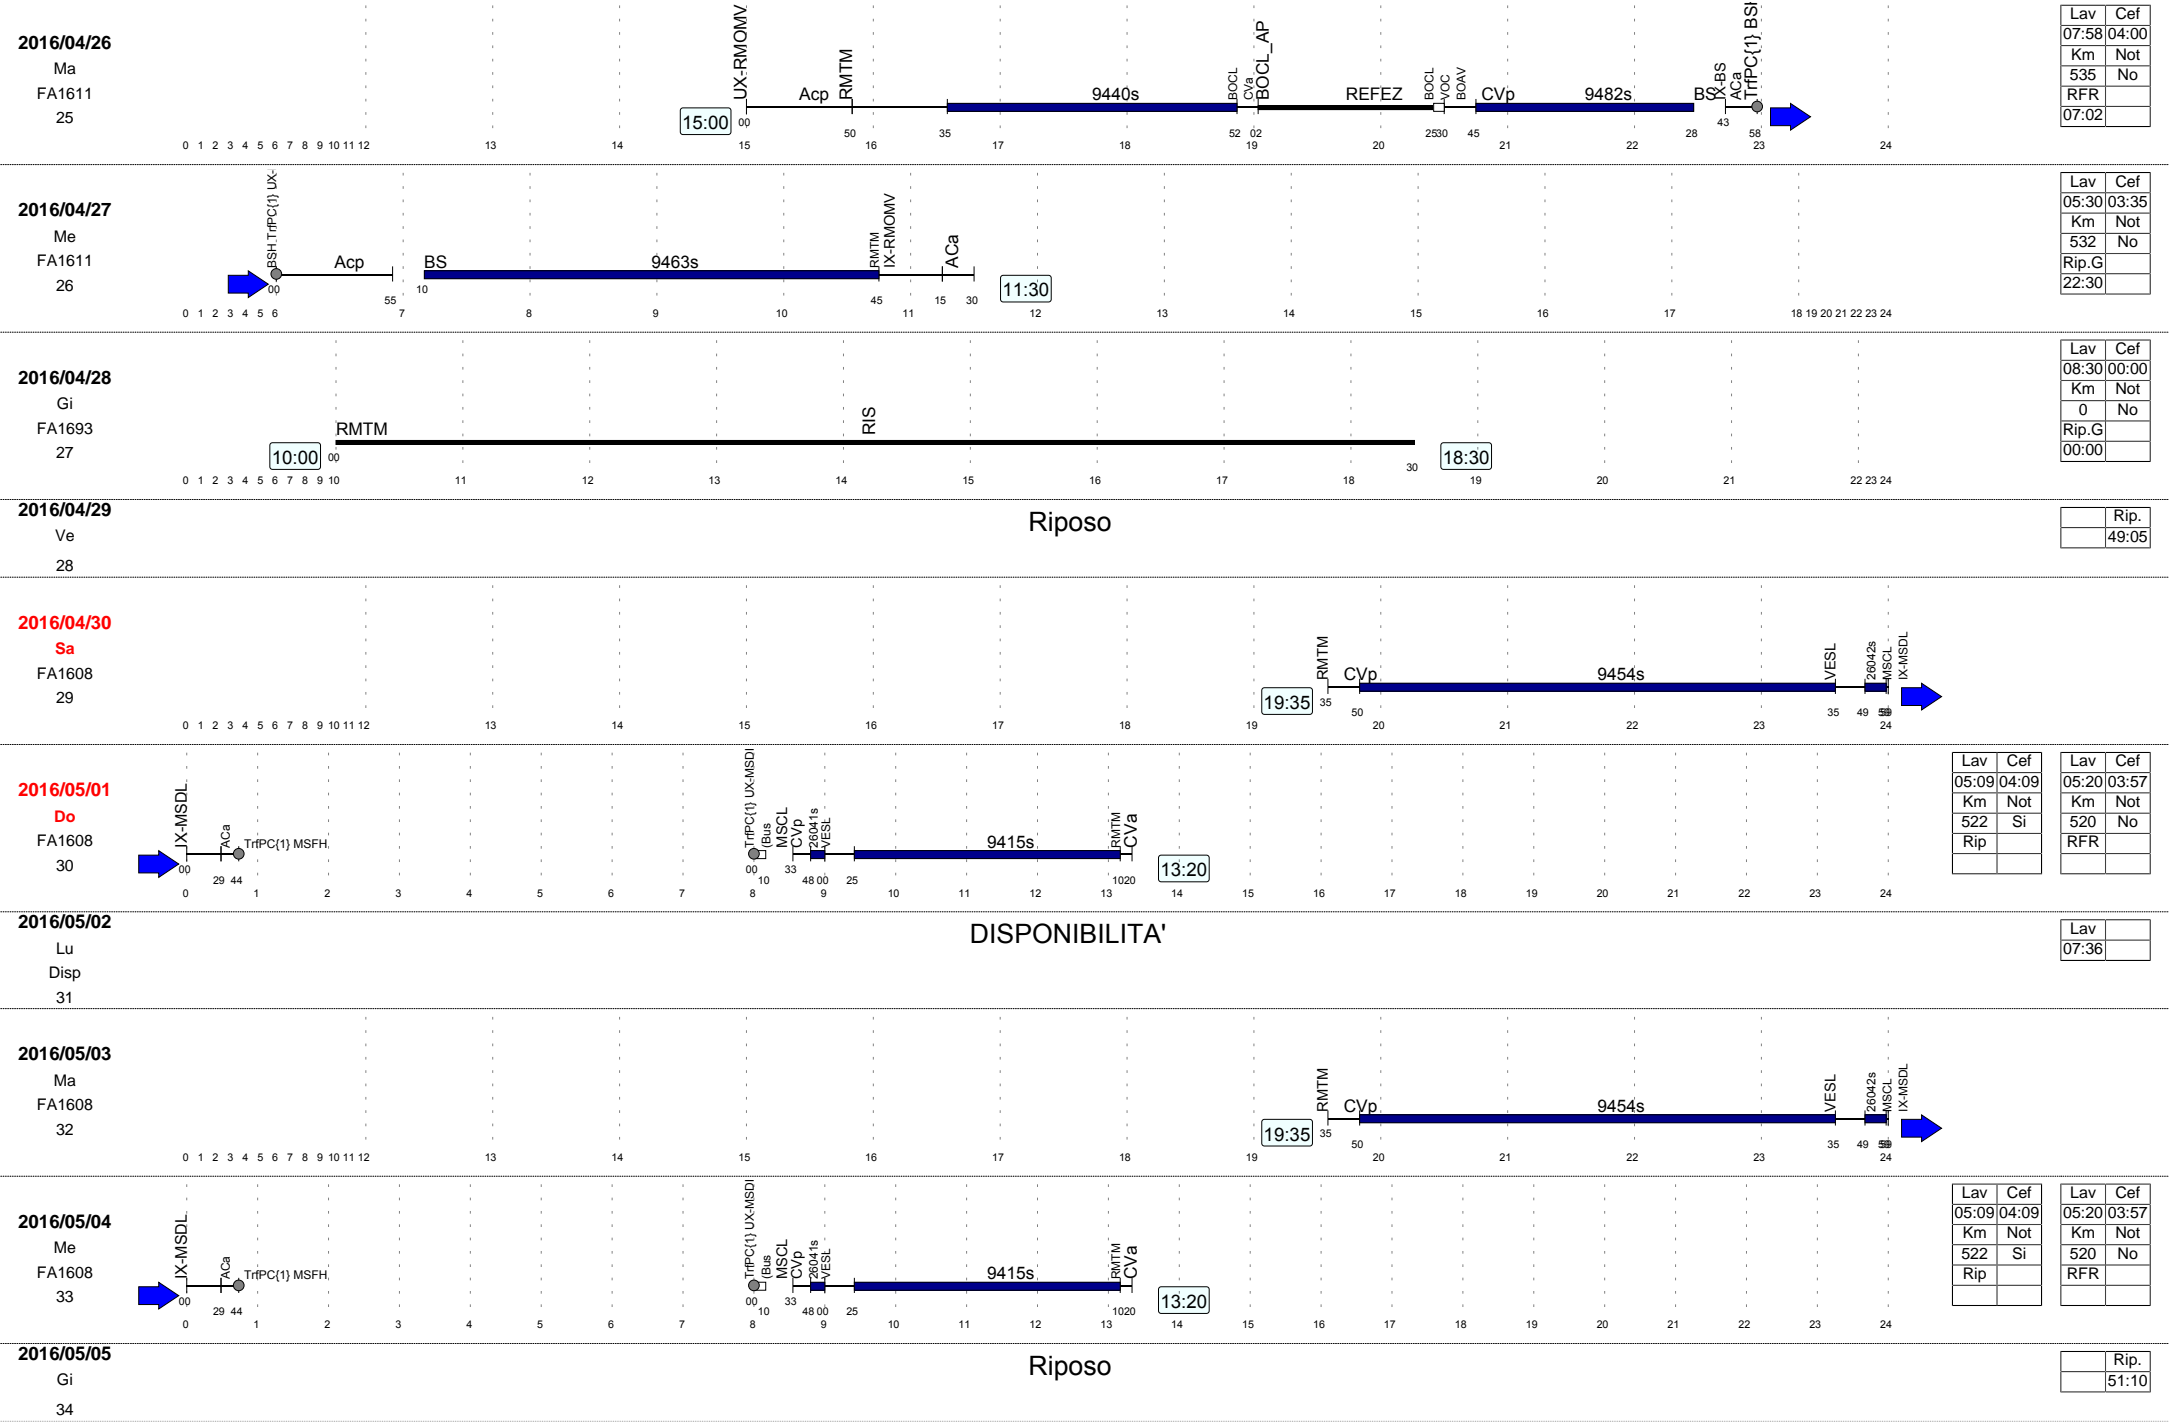 2016/04/26
Ma
FA1611
25
15:00
UX-RMOMV
Acp
RMTM
9440s
BOCL
CVa
BOCL_AP
REFEZ
BOCL
VOC
BOAV
CVp
9482s
BS
IX-BS
ACa
TrfPC{1} BSH
00 50 35 52 02 25 30 45 28 43 58
0 1 2 3 4 5 6 7 8 9 10 11 12 13 14 15 16 17 18 19 20 21 22 23 24
Lav Cef
07:58 04:00
Km Not
535 No
RFR
07:02
2016/04/27
Me
FA1611
26
BSH TrfPC{1} UX-
Acp
BS
9463s
RMTM
IX-RMOMV
ACa
11:30
00 55 10 45 15 30
0 1 2 3 4 5 6 7 8 9 10 11 12 13 14 15 16 17 18 19 20 21 22 23 24
Lav Cef
05:30 03:35
Km Not
532 No
Rip.G
22:30
2016/04/28
Gi
FA1693
27
10:00
RMTM
RIS
18:30
00 30
0 1 2 3 4 5 6 7 8 9 10 11 12 13 14 15 16 17 18 19 20 21 22 23 24
Lav Cef
08:30 00:00
Km Not
0 No
Rip.G
00:00
2016/04/29
Ve
28
Riposo
Rip.
49:05
2016/04/30
Sa
FA1608
29
19:35
RMTM
CVp
9454s
VESL
26042s
MSCL
IX-MSDL
35 50 35 49 59
0 1 2 3 4 5 6 7 8 9 10 11 12 13 14 15 16 17 18 19 20 21 22 23 24
2016/05/01
Do
FA1608
30
IX-MSDL
ACa
TrfPC{1} MSFH
TrfPC{1} UX-MSDI
(Bus
MSCL
CVp
26041s
VESL
9415s
RMTM
CVa
13:20
00 29 44 00 10 33 48 00 25 10 20
0 1 2 3 4 5 6 7 8 9 10 11 12 13 14 15 16 17 18 19 20 21 22 23 24
Lav Cef
05:09 04:09
Km Not
522 Si
Rip
Lav Cef
05:20 03:57
Km Not
520 No
RFR
2016/05/02
Lu
Disp
31
DISPONIBILITA'
Lav
07:36
2016/05/03
Ma
FA1608
32
19:35
RMTM
CVp
9454s
VESL
26042s
MSCL
IX-MSDL
35 50 35 49 59
0 1 2 3 4 5 6 7 8 9 10 11 12 13 14 15 16 17 18 19 20 21 22 23 24
2016/05/04
Me
FA1608
33
IX-MSDL
ACa
TrfPC{1} MSFH
TrfPC{1} UX-MSDI
(Bus
MSCL
CVp
26041s
VESL
9415s
RMTM
CVa
13:20
00 29 44 00 10 33 48 00 25 10 20
0 1 2 3 4 5 6 7 8 9 10 11 12 13 14 15 16 17 18 19 20 21 22 23 24
Lav Cef
05:09 04:09
Km Not
522 Si
Rip
Lav Cef
05:20 03:57
Km Not
520 No
RFR
2016/05/05
Gi
34
Riposo
Rip.
51:10